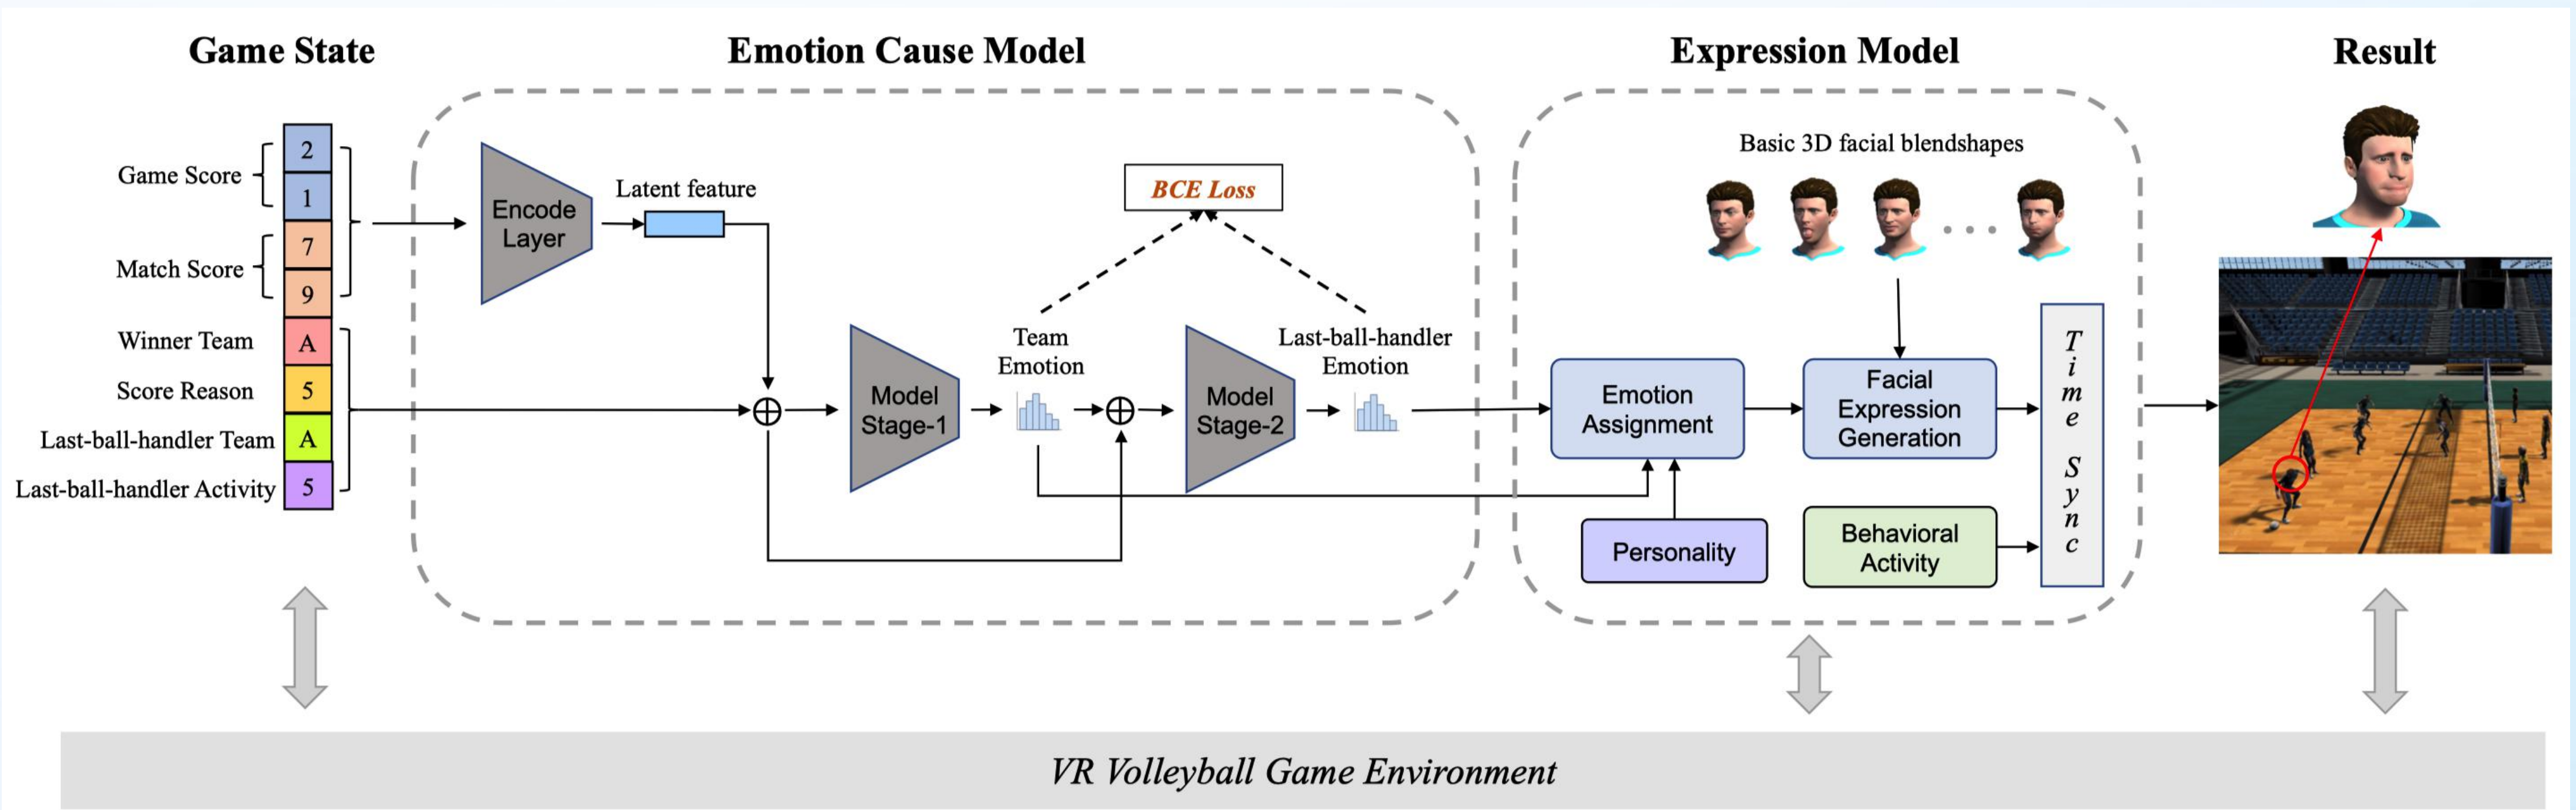 Game State
Emotion Cause Model
Expression Model
Result
Game Score
Match Score
Winner Team
Score Reason
Last-ball-handler Team
Last-ball-handler Activity
2
1
7
9
A
5
A
5
Encode
Layer
Latent feature
BCE Loss
Model
Stage-1
Team
Emotion
Model
Stage-2
Last-ball-handler
Emotion
Basic 3D facial blendshapes
Emotion
Assignment
Facial
Expression
Generation
Personality
Behavioral
Activity
Time Sync
VR Volleyball Game Environment